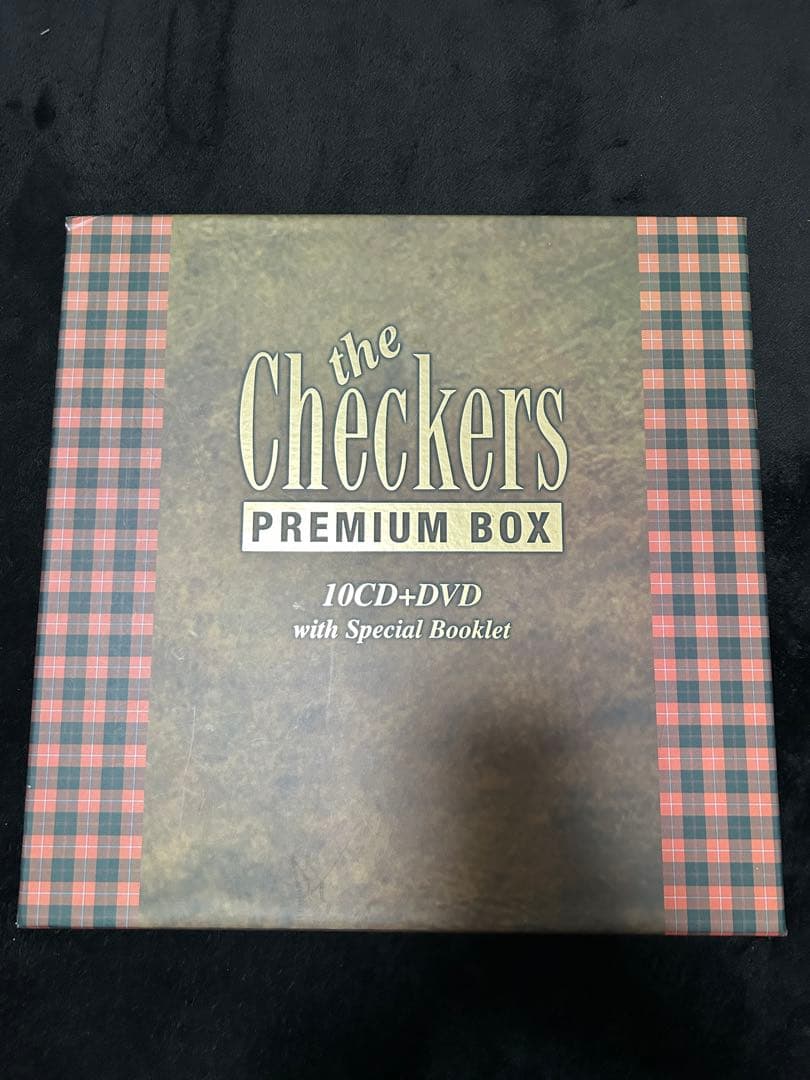 the
Checkers
PREMIUM BOX
10CD+DVD
with Special Booklet